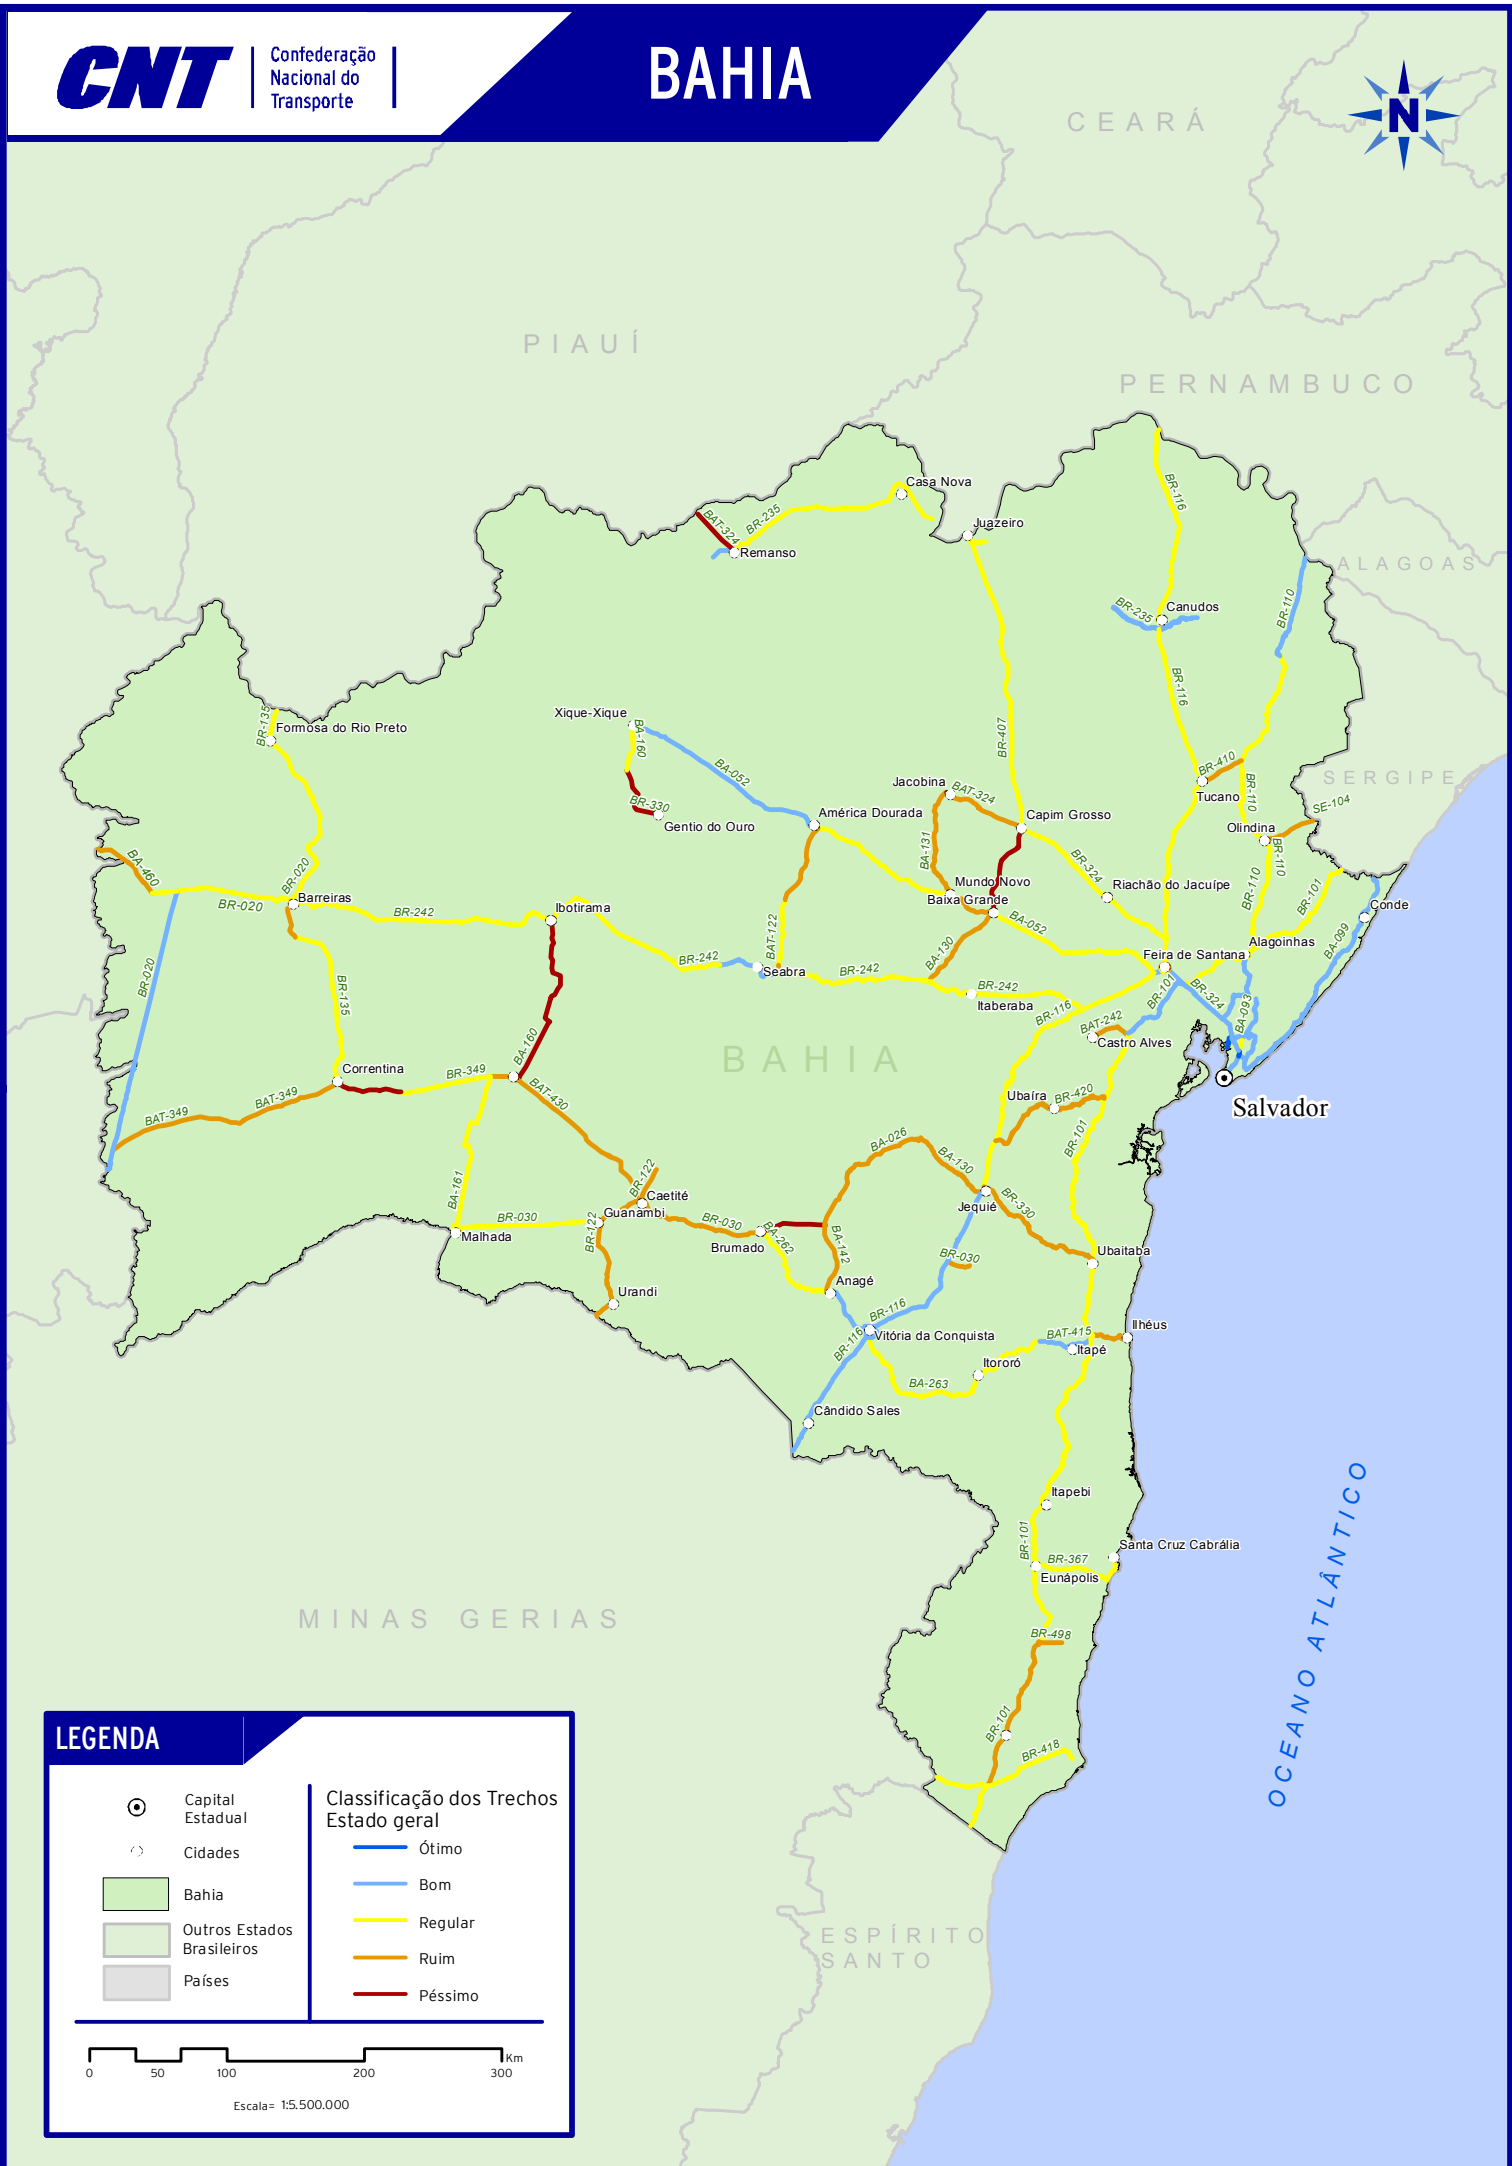 CNT
Confederação
Nacional do
Transporte
BAHIA
N
CEARÁ
PIAUÍ
PERNAMBUCO
ALAGOAS
SERGIPE
BAHIA
MINAS GERIAS
ESPÍRITO
SANTO
OCEANO ATLÂNTICO
Casa Nova
BR-116
BAT-324
BR-235
Juazeiro
Remanso
BR-235
Canudos
BR-110
BR-116
Xique-Xique
BR-135
Formosa do Rio Preto
BA-160
BR-407
BA-052
BR-410
Jacobina
BAT-324
Tucano
BR-110
BR-330
SE-104
América Dourada
Capim Grosso
Gentio do Ouro
Olindina
BA-131
BR-110
BA-460
BR-324
BR-020
Mundo Novo
Riachão do Jacuípe
BR-110
BR-101
Barreiras
Baixa Grande
BR-020
BR-242
Ibotirama
BA-052
Conde
BAT-122
BA-099
Alagoinhas
BA-130
Feira de Santana
BR-242
Seabra
BR-242
BR-020
BR-135
BR-242
BR-101
BR-324
Itaberaba
BR-116
BA-093
BAT-242
Castro Alves
BA-160
Correntina
BR-349
Salvador
BAT-349
BAT-349
BAT-430
Ubaíra
BR-420
BA-026
BR-101
BA-130
BA-161
BR-122
Caetité
BR-330
Guanambi
Jequié
BR-030
BR-122
BR-030
Malhada
Brumado
BA-262
BA-142
Ubaitaba
BR-030
Anagé
Urandi
BR-116
Ilhéus
BR-116
Vitória da Conquista
BAT-415
Itapé
Itororó
BA-263
Cândido Sales
Itapebi
BR-101
Santa Cruz Cabrália
BR-367
Eunápolis
BR-498
BR-101
BR-418
LEGENDA
Capital
Estadual
Cidades
Bahia
Outros Estados
Brasileiros
Países
Classificação dos Trechos
Estado geral
Ótimo
Bom
Regular
Ruim
Péssimo
Km
0 50 100 200 300
Escala= 1:5.500.000